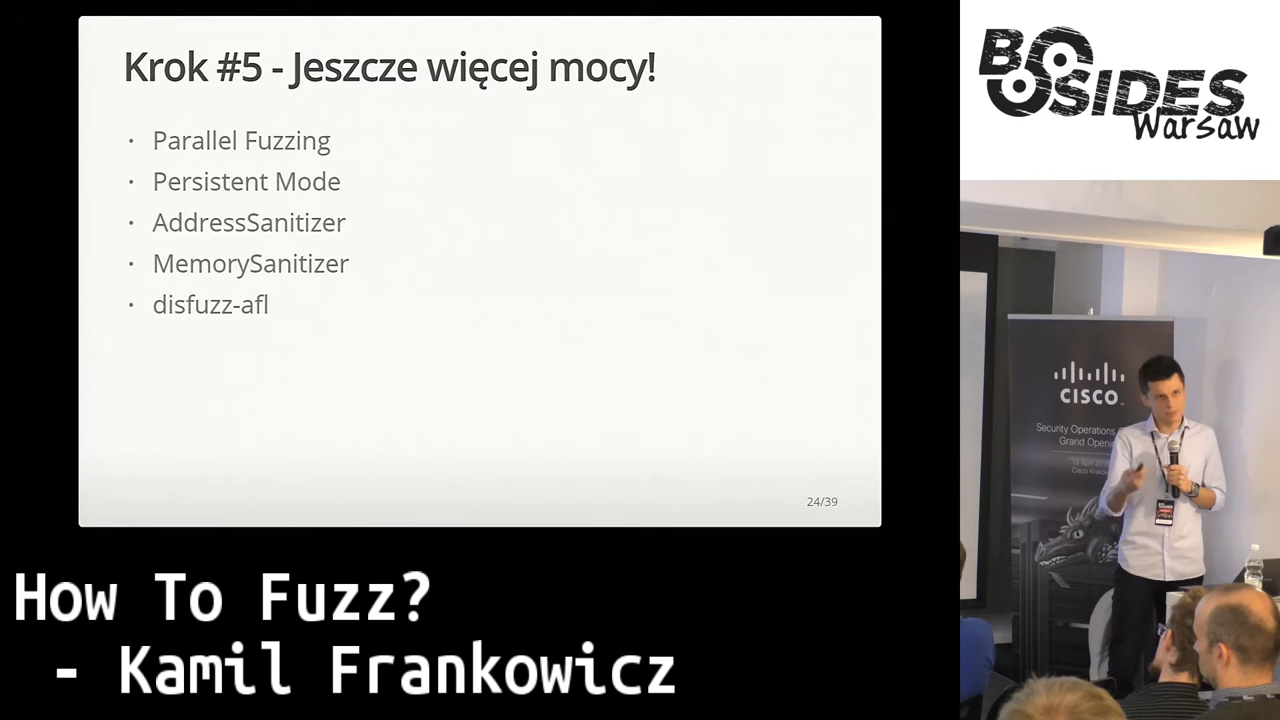 Krok #5 - Jeszcze więcej mocy!
· Parallel Fuzzing
· Persistent Mode
· AddressSanitizer
· MemorySanitizer
· disfuzz-afl
24/39
How To Fuzz?
- Kamil Frankowicz
BSIDES
Warsaw
CISCO
Security Operations
Grand Opening